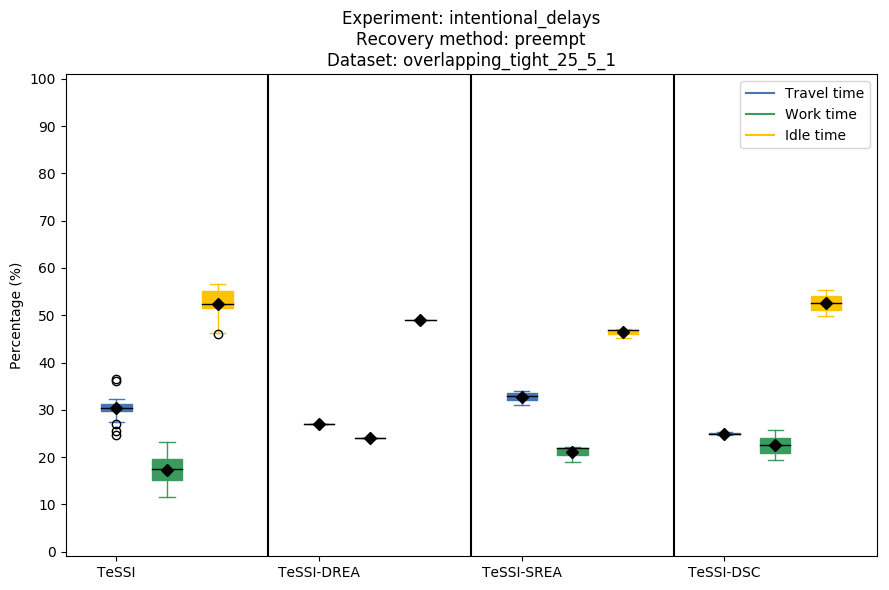 Experiment: intentional_delays
Recovery method: preempt
Dataset: overlapping_tight_25_5_1
100
90
80
70
60
50
40
30
20
10
0
Percentage (%)
Travel time
Work time
Idle time
TeSSI
TeSSI-DREA
TeSSI-SREA
TeSSI-DSC